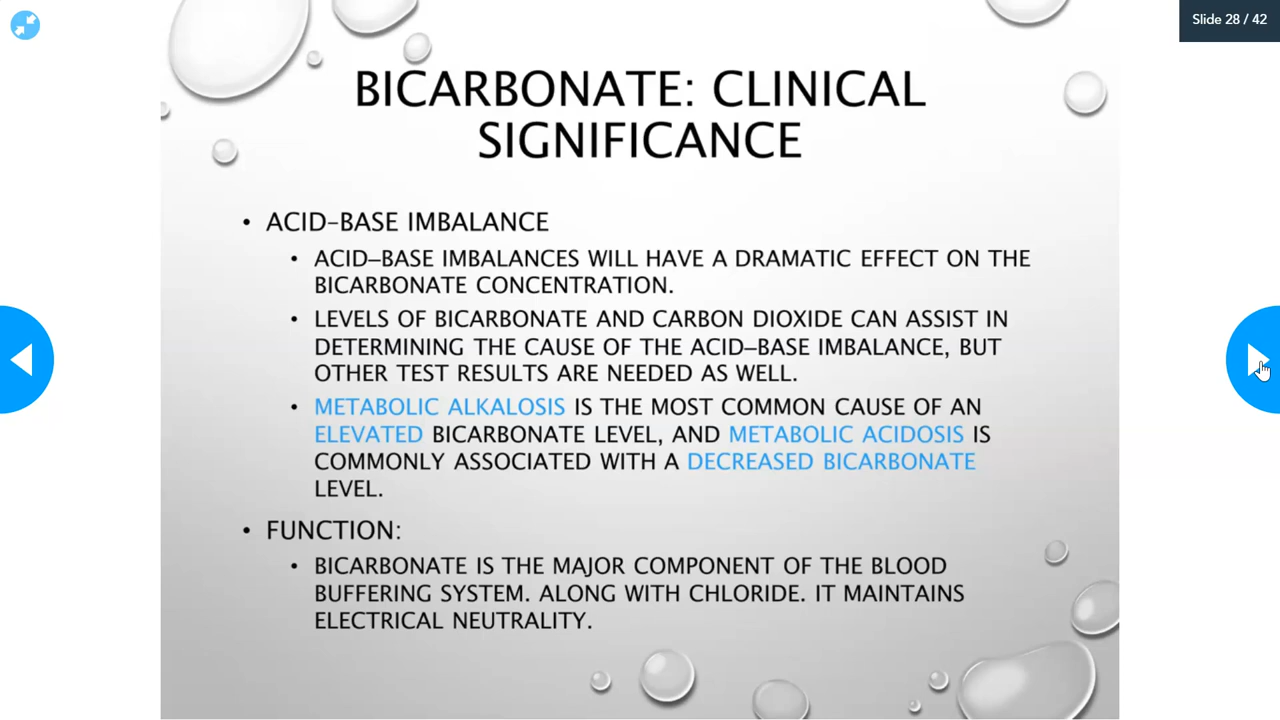 Slide 28 / 42
BICARBONATE: CLINICAL
SIGNIFICANCE
• ACID–BASE IMBALANCE
• ACID–BASE IMBALANCES WILL HAVE A DRAMATIC EFFECT ON THE
BICARBONATE CONCENTRATION.
• LEVELS OF BICARBONATE AND CARBON DIOXIDE CAN ASSIST IN
DETERMINING THE CAUSE OF THE ACID–BASE IMBALANCE, BUT
OTHER TEST RESULTS ARE NEEDED AS WELL.
• METABOLIC ALKALOSIS IS THE MOST COMMON CAUSE OF AN
ELEVATED BICARBONATE LEVEL, AND METABOLIC ACIDOSIS IS
COMMONLY ASSOCIATED WITH A DECREASED BICARBONATE
LEVEL.
• FUNCTION:
• BICARBONATE IS THE MAJOR COMPONENT OF THE BLOOD
BUFFERING SYSTEM. ALONG WITH CHLORIDE. IT MAINTAINS
ELECTRICAL NEUTRALITY.